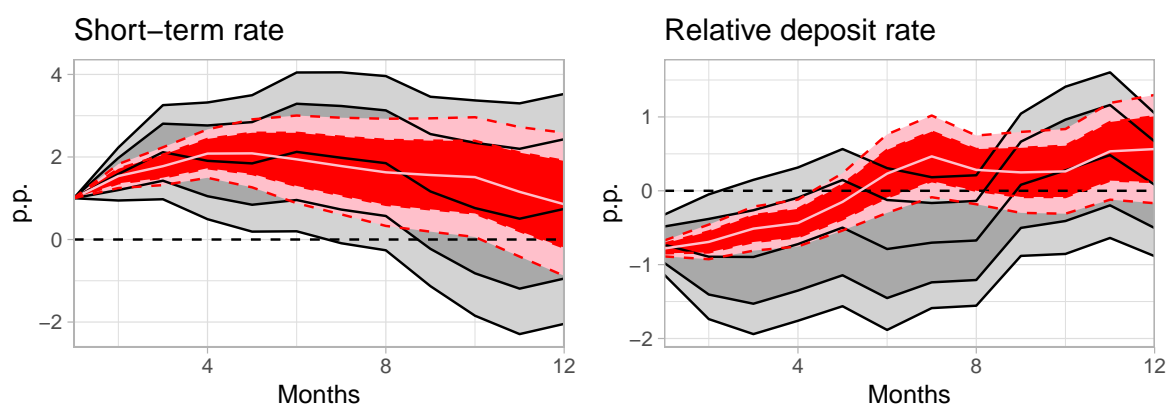 Short−term rate
p.p.
4
2
0
−2
4
8
12
Months
Relative deposit rate
p.p.
1
0
−1
−2
4
8
12
Months